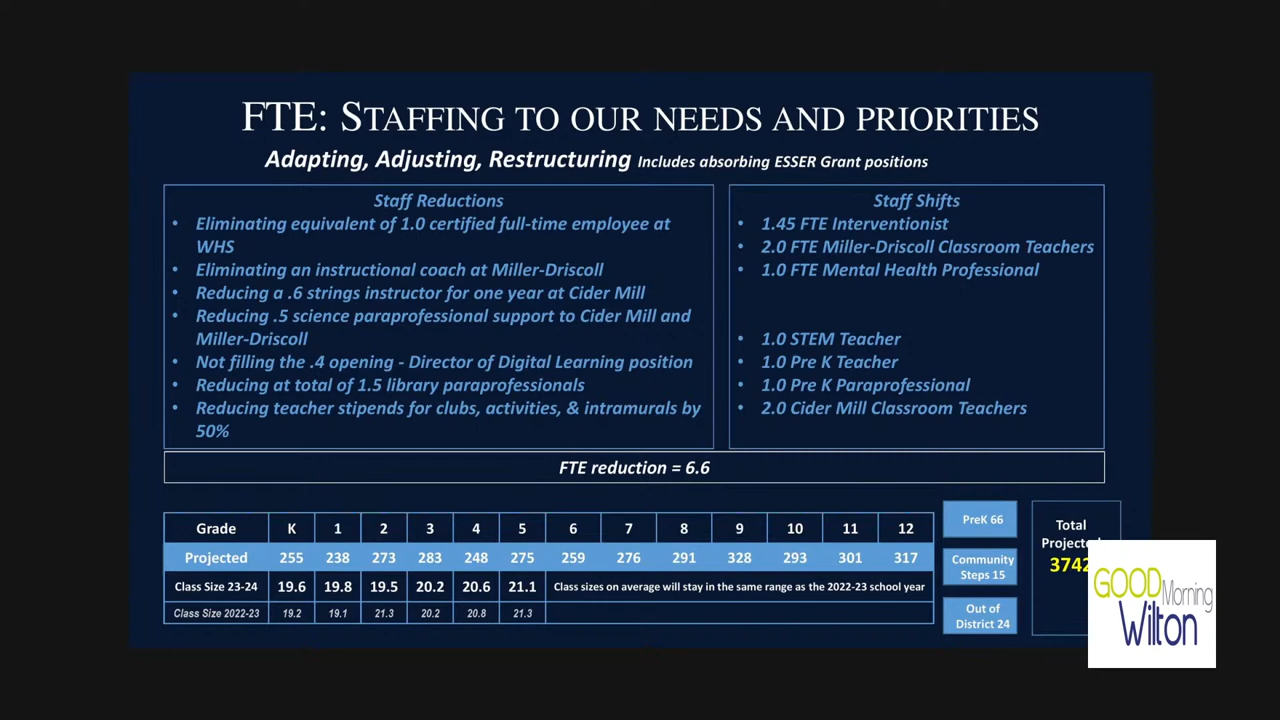 FTE: STAFFING TO OUR NEEDS AND PRIORITIES
Adapting, Adjusting, Restructuring Includes absorbing ESSER Grant positions
Staff Reductions
• Eliminating equivalent of 1.0 certified full-time employee at
WHS
• Eliminating an instructional coach at Miller-Driscoll
• Reducing a .6 strings instructor for one year at Cider Mill
• Reducing .5 science paraprofessional support to Cider Mill and
Miller-Driscoll
• Not filling the .4 opening - Director of Digital Learning position
• Reducing at total of 1.5 library paraprofessionals
• Reducing teacher stipends for clubs, activities, & intramurals by
50%
Staff Shifts
• 1.45 FTE Interventionist
• 2.0 FTE Miller-Driscoll Classroom Teachers
• 1.0 FTE Mental Health Professional
• 1.0 STEM Teacher
• 1.0 Pre K Teacher
• 1.0 Pre K Paraprofessional
• 2.0 Cider Mill Classroom Teachers
FTE reduction = 6.6
Grade K 1 2 3 4 5 6 7 8 9 10 11 12
Projected 255 238 273 283 248 275 259 276 291 328 293 301 317
Class Size 23-24 19.6 19.8 19.5 20.2 20.6 21.1 Class sizes on average will stay in the same range as the 2022-23 school year
Class Size 2022-23 19.2 19.1 21.3 20.2 20.8 21.3
PreK 66
Community
Steps 15
Out of
District 24
Total
3742
GOOD Morning
Wilton